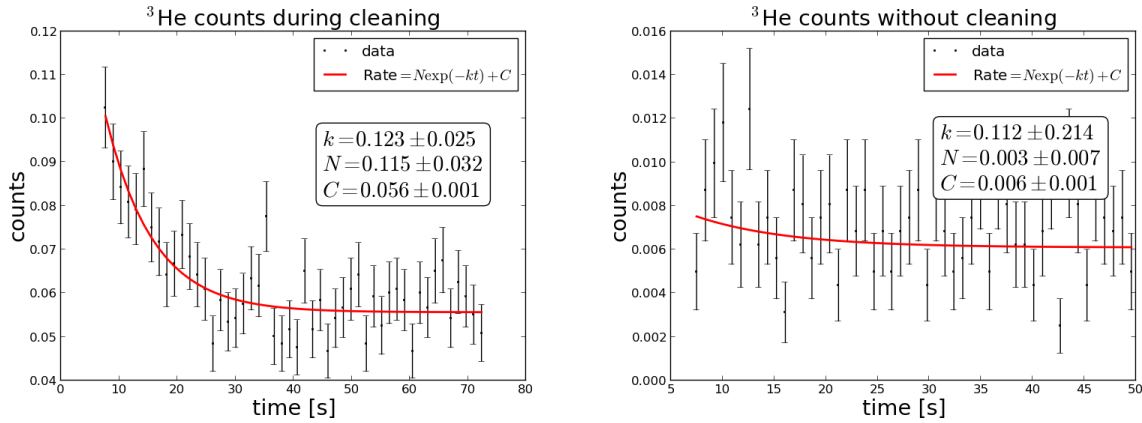 ³He counts during cleaning
data
Rate = N exp(−kt) + C
k = 0.123 ± 0.025
N = 0.115 ± 0.032
C = 0.056 ± 0.001
counts
0.12
0.11
0.10
0.09
0.08
0.07
0.06
0.05
0.04
0 10 20 30 40 50 60 70 80
time [s]
³He counts without cleaning
data
Rate = N exp(−kt) + C
k = 0.112 ± 0.214
N = 0.003 ± 0.007
C = 0.006 ± 0.001
counts
0.016
0.014
0.012
0.010
0.008
0.006
0.004
0.002
0.000
5 10 15 20 25 30 35 40 45 50
time [s]